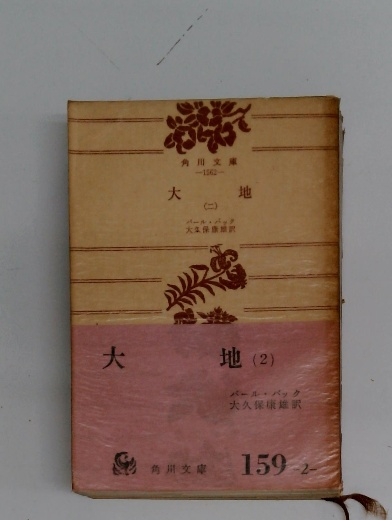 角川文庫
—1362—
大地
(二)
パール・バック
大久保康雄訳
大地(2)
パール・バック
大久保康雄訳
角川文庫 159 -2-